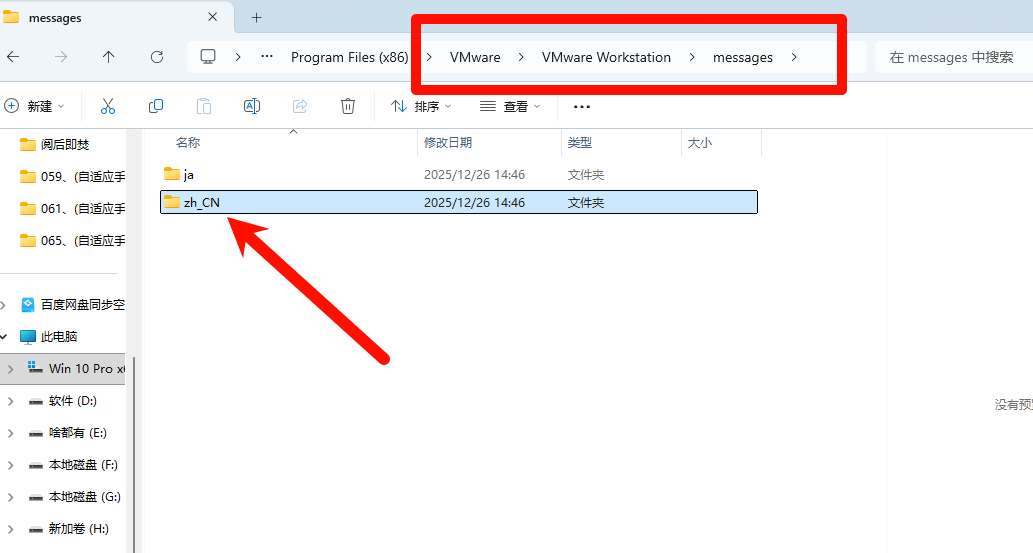 messages
Program Files (x86) VMware VMware Workstation messages
在 messages 中搜索
新建
排序
查看
名称 修改日期 类型 大小
ja 2025/12/26 14:46 文件夹
zh_CN 2025/12/26 14:46 文件夹
阅后即焚
059、(自适应手
061、(自适应手
065、(自适应手
百度网盘同步空
此电脑
Win 10 Pro x
软件 (D:)
啥都有 (E:)
本地磁盘 (F:)
本地磁盘 (G:)
新加卷 (H:)
没有预